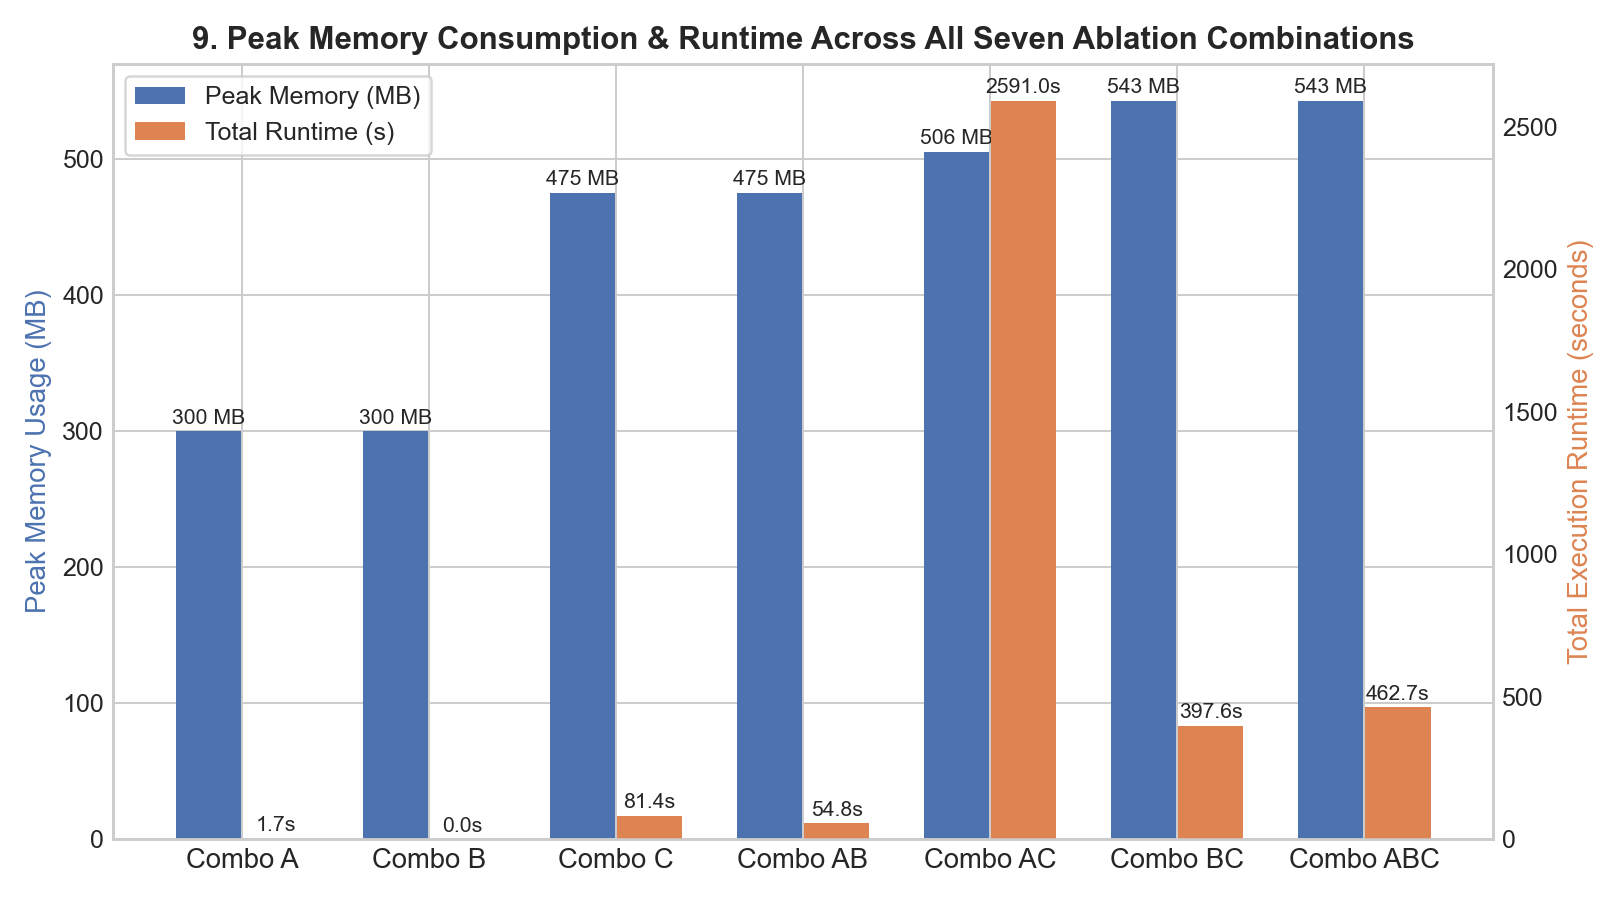 9. Peak Memory Consumption & Runtime Across All Seven Ablation Combinations
Peak Memory (MB)
Total Runtime (s)
Peak Memory Usage (MB)
500
400
300
200
100
0
300 MB
1.7s
300 MB
0.0s
475 MB
81.4s
475 MB
54.8s
506 MB
2591.0s
543 MB
397.6s
543 MB
462.7s
2500
2000
1500
1000
500
0
Total Execution Runtime (seconds)
Combo A
Combo B
Combo C
Combo AB
Combo AC
Combo BC
Combo ABC